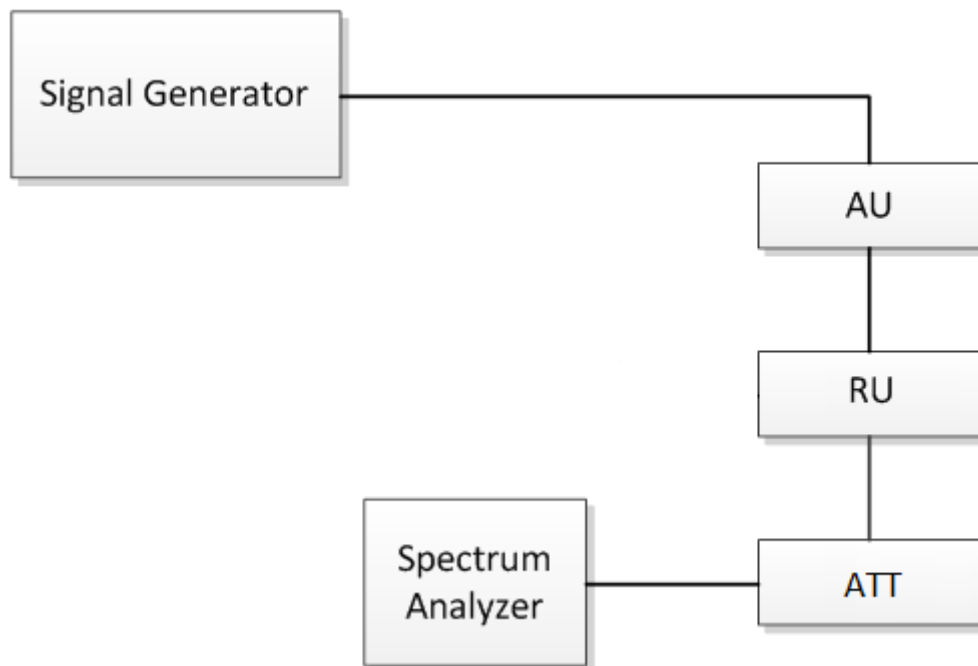 Signal Generator
AU
RU
Spectrum
Analyzer
ATT